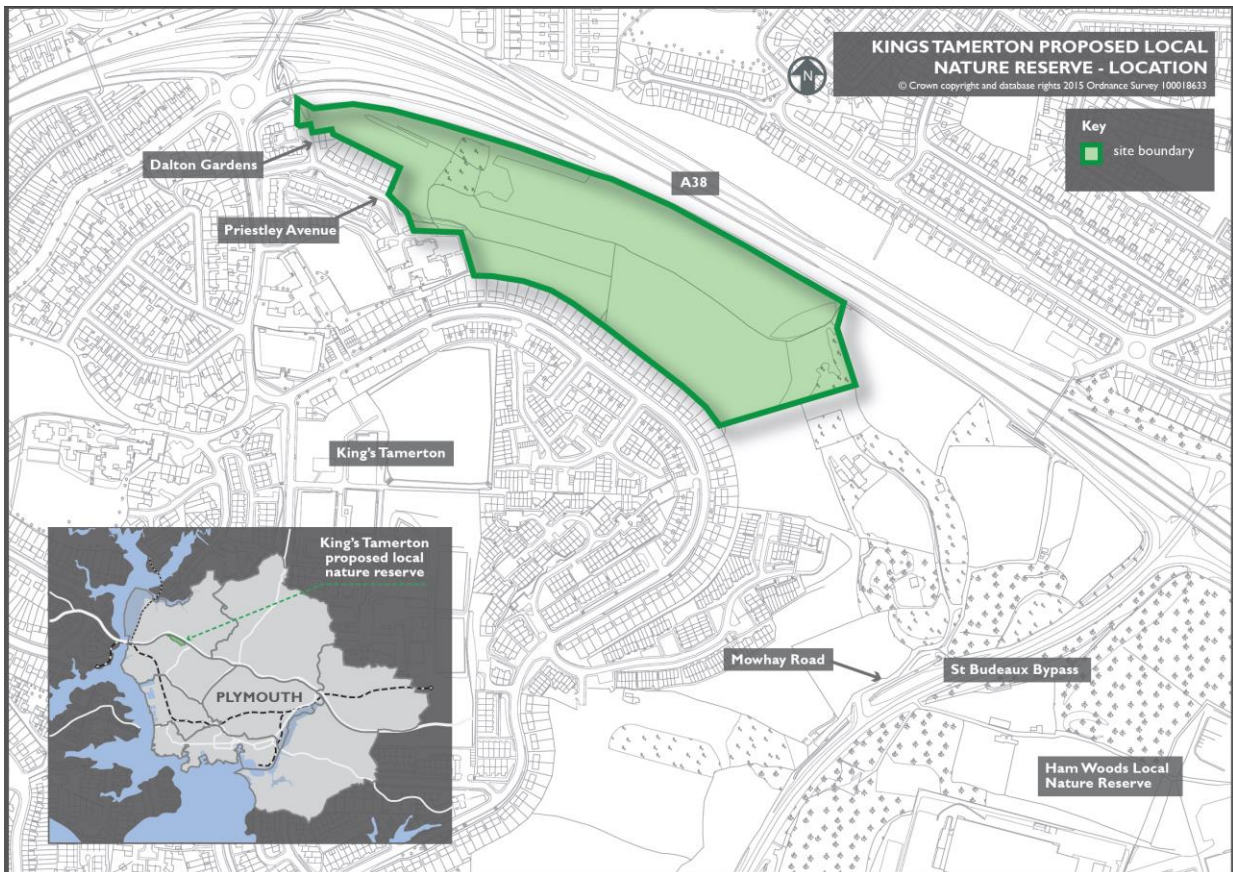 KINGS TAMERTON PROPOSED LOCAL
NATURE RESERVE - LOCATION
© Crown copyright and database rights 2015 Ordnance Survey 100018633
N
Key
site boundary
Dalton Gardens
A38
Priestley Avenue
King's Tamerton
King's Tamerton
proposed local
nature reserve
PLYMOUTH
Mowhay Road
St Budeaux Bypass
Ham Woods Local
Nature Reserve